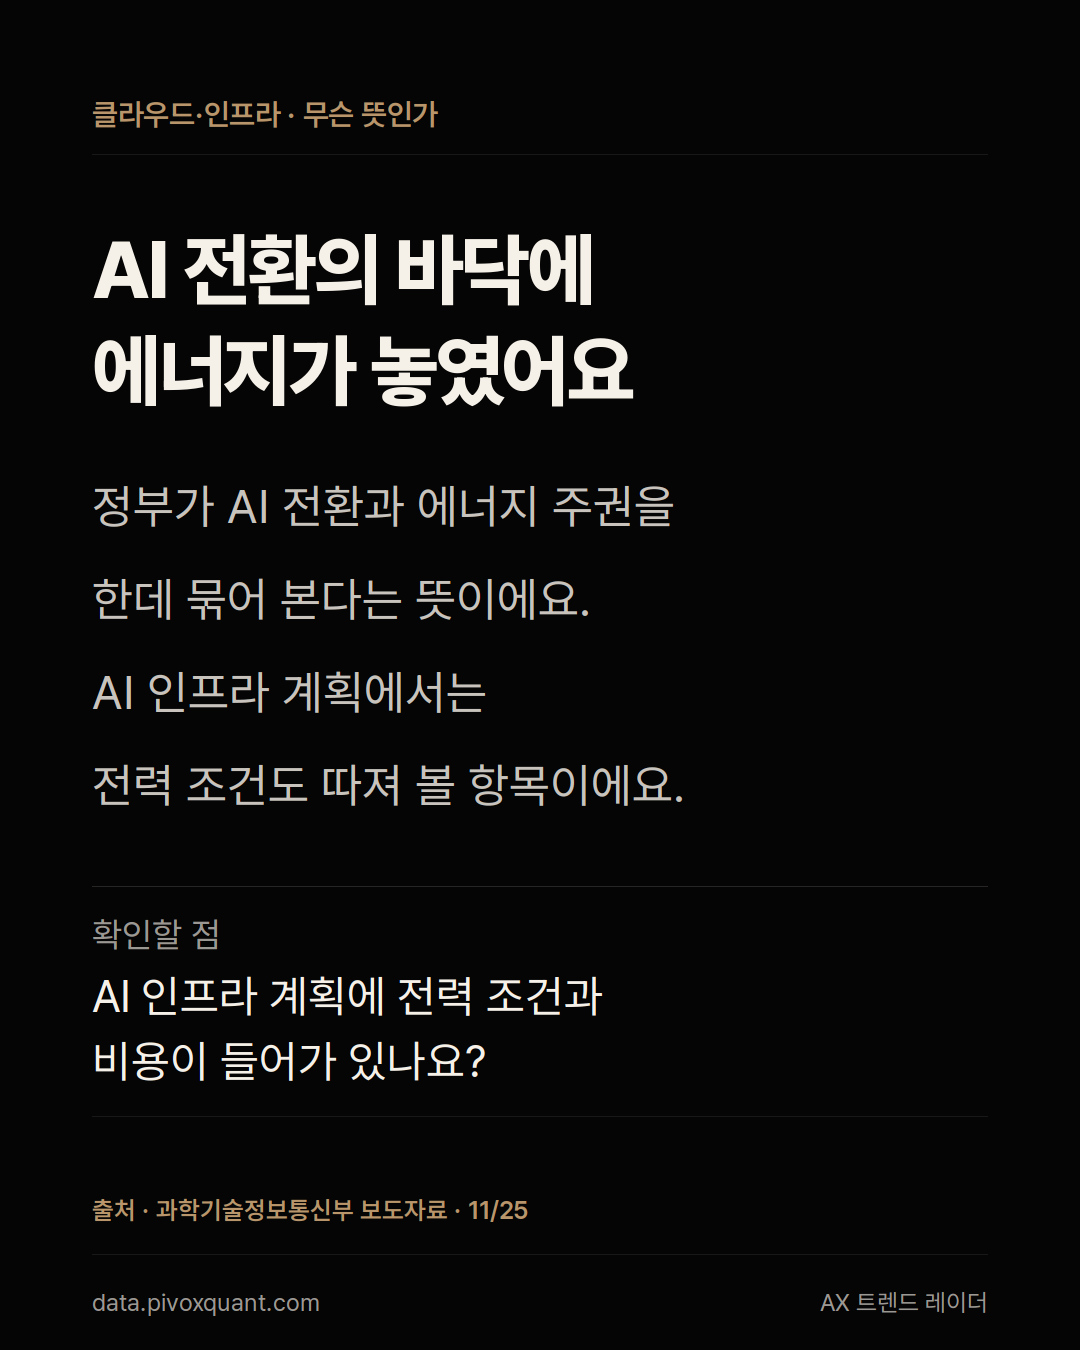 클라우드·인프라 · 무슨 뜻인가
AI 전환의 바닥에
에너지가 놓였어요
정부가 AI 전환과 에너지 주권을
한데 묶어 본다는 뜻이에요.
AI 인프라 계획에서는
전력 조건도 따져 볼 항목이에요.
확인할 점
AI 인프라 계획에 전력 조건과
비용이 들어가 있나요?
출처 · 과학기술정보통신부 보도자료 · 11/25
data.pivoxquant.com
AX 트렌드 레이더